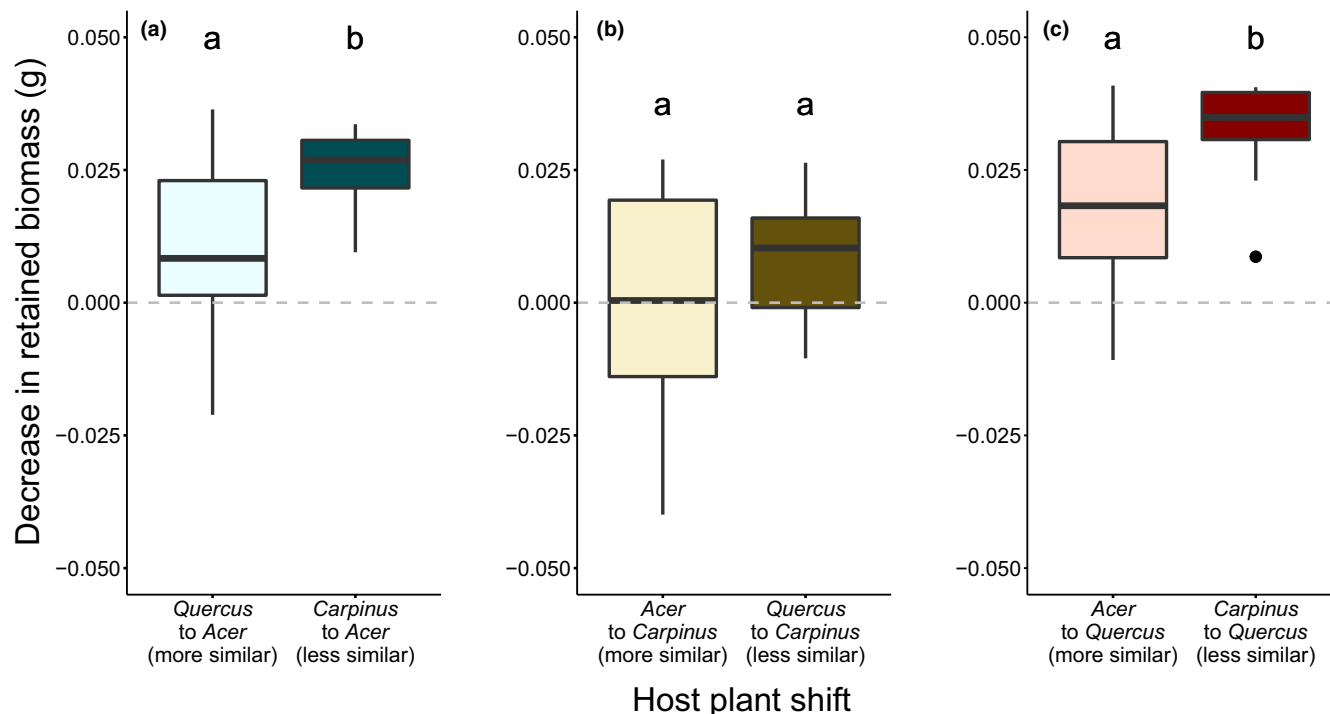 Decrease in retained biomass (g)
(a)
a
b
0.050
0.025
0.000
−0.025
−0.050
Quercus
to Acer
(more similar)
Carpinus
to Acer
(less similar)
(b)
a
a
0.050
0.025
0.000
−0.025
−0.050
Acer
to Carpinus
(more similar)
Quercus
to Carpinus
(less similar)
(c)
a
b
0.050
0.025
0.000
−0.025
−0.050
Acer
to Quercus
(more similar)
Carpinus
to Quercus
(less similar)
Host plant shift